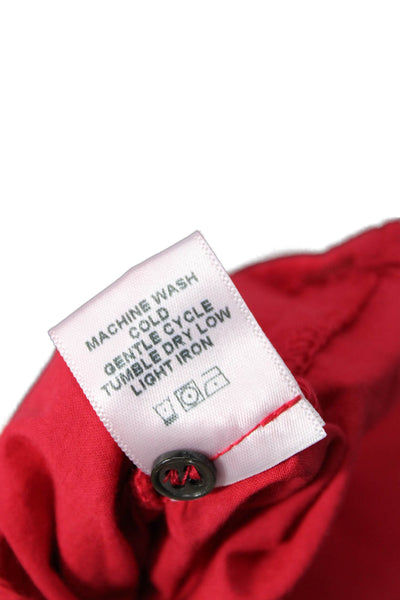 MACHINE WASH
COLD
GENTLE CYCLE
TUMBLE DRY LOW
LIGHT IRON